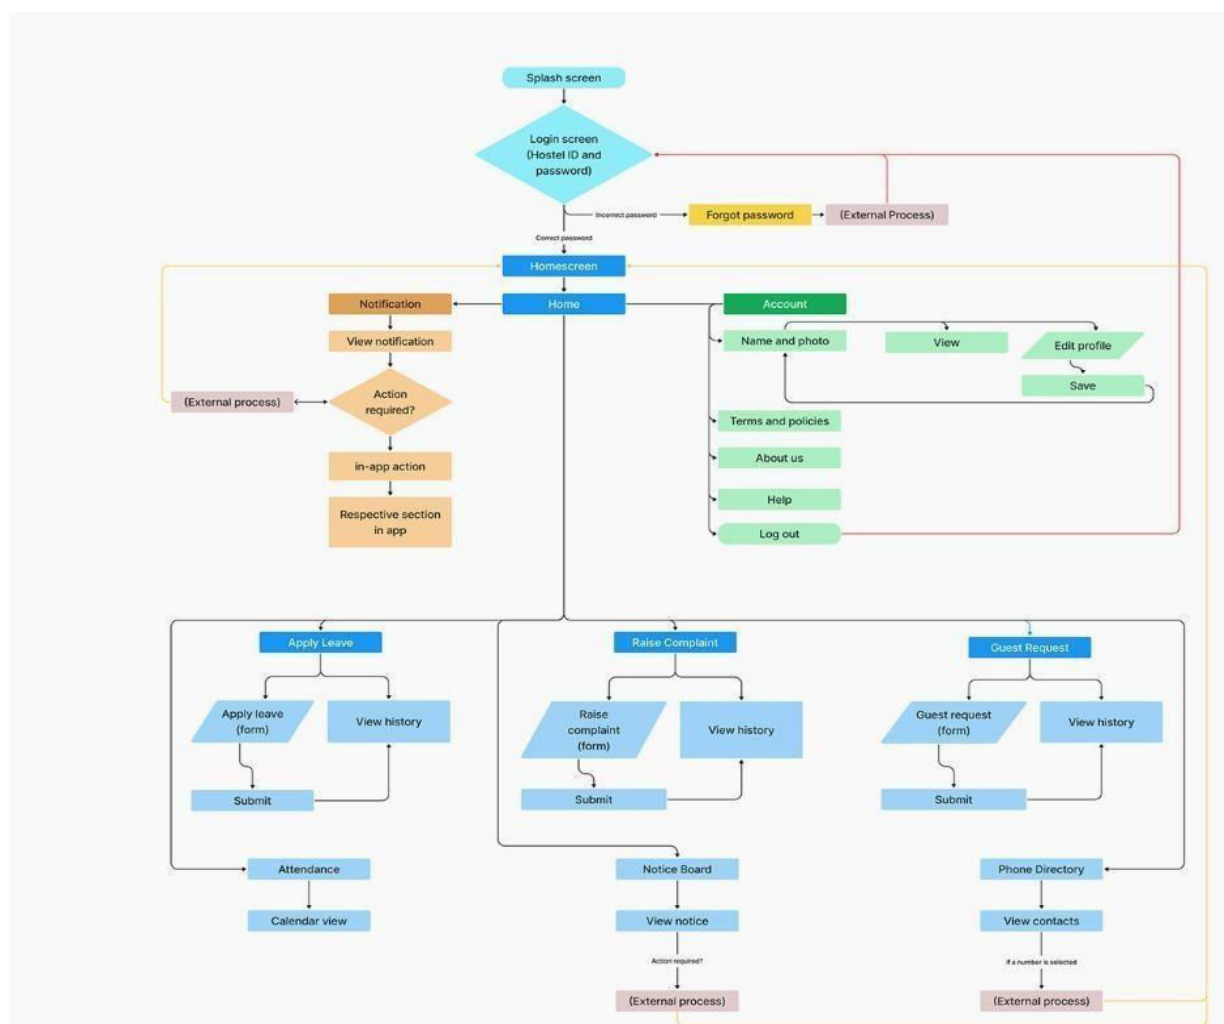 Splash screen
Login screen
(Hostel ID and
password)
Incorrect password
Forgot password
(External Process)
Correct password
Homescreen
Notification
Home
Account
View notification
Name and photo
View
Edit profile
Save
Action
required?
(External process)
Terms and policies
in-app action
About us
Help
Respective section
in app
Log out
Apply Leave
Raise Complaint
Guest Request
Apply leave
(form)
View history
Raise
complaint
(form)
View history
Guest request
(form)
View history
Submit
Submit
Submit
Attendance
Notice Board
Phone Directory
Calendar view
View notice
View contacts
Action required?
If a number is selected
(External process)
(External process)